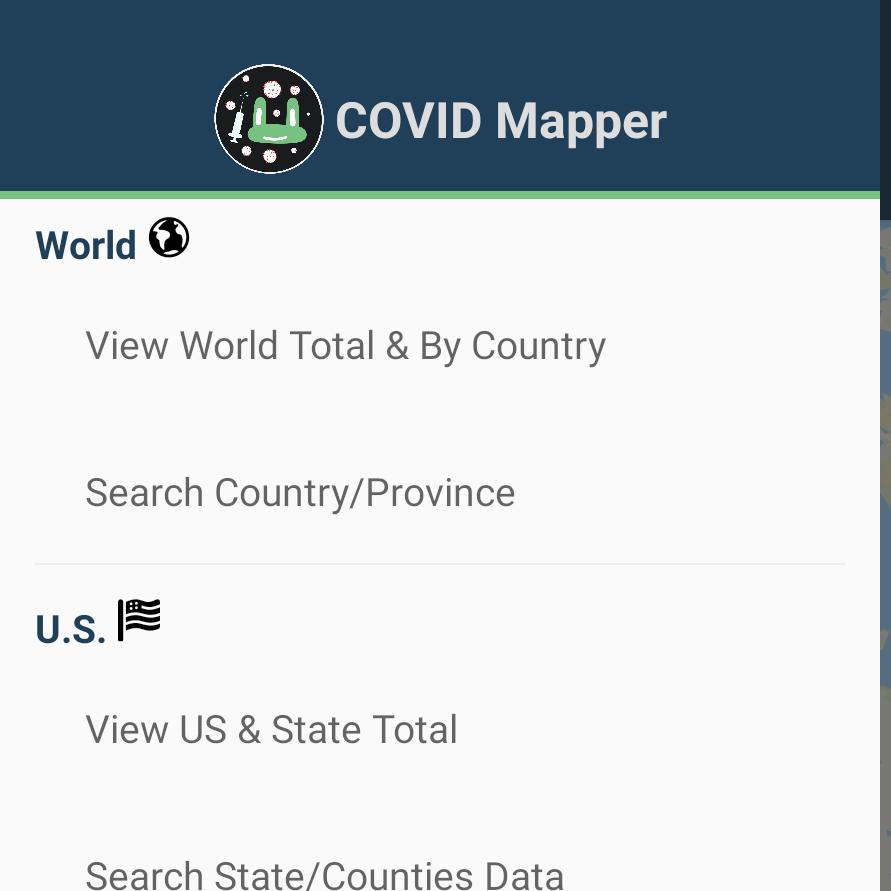 COVID Mapper
World
View World Total & By Country
Search Country/Province
U.S.
View US & State Total
Search State/Counties Data